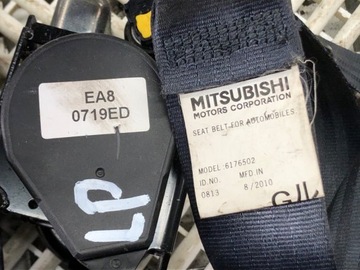 EA8
0719ED
LP
MITSUBISHI
MOTORS CORPORATION
SEAT BELT FOR AUTOMOBILES
MODEL 6176502
ID.NO. MFD.IN
0813 8/2010